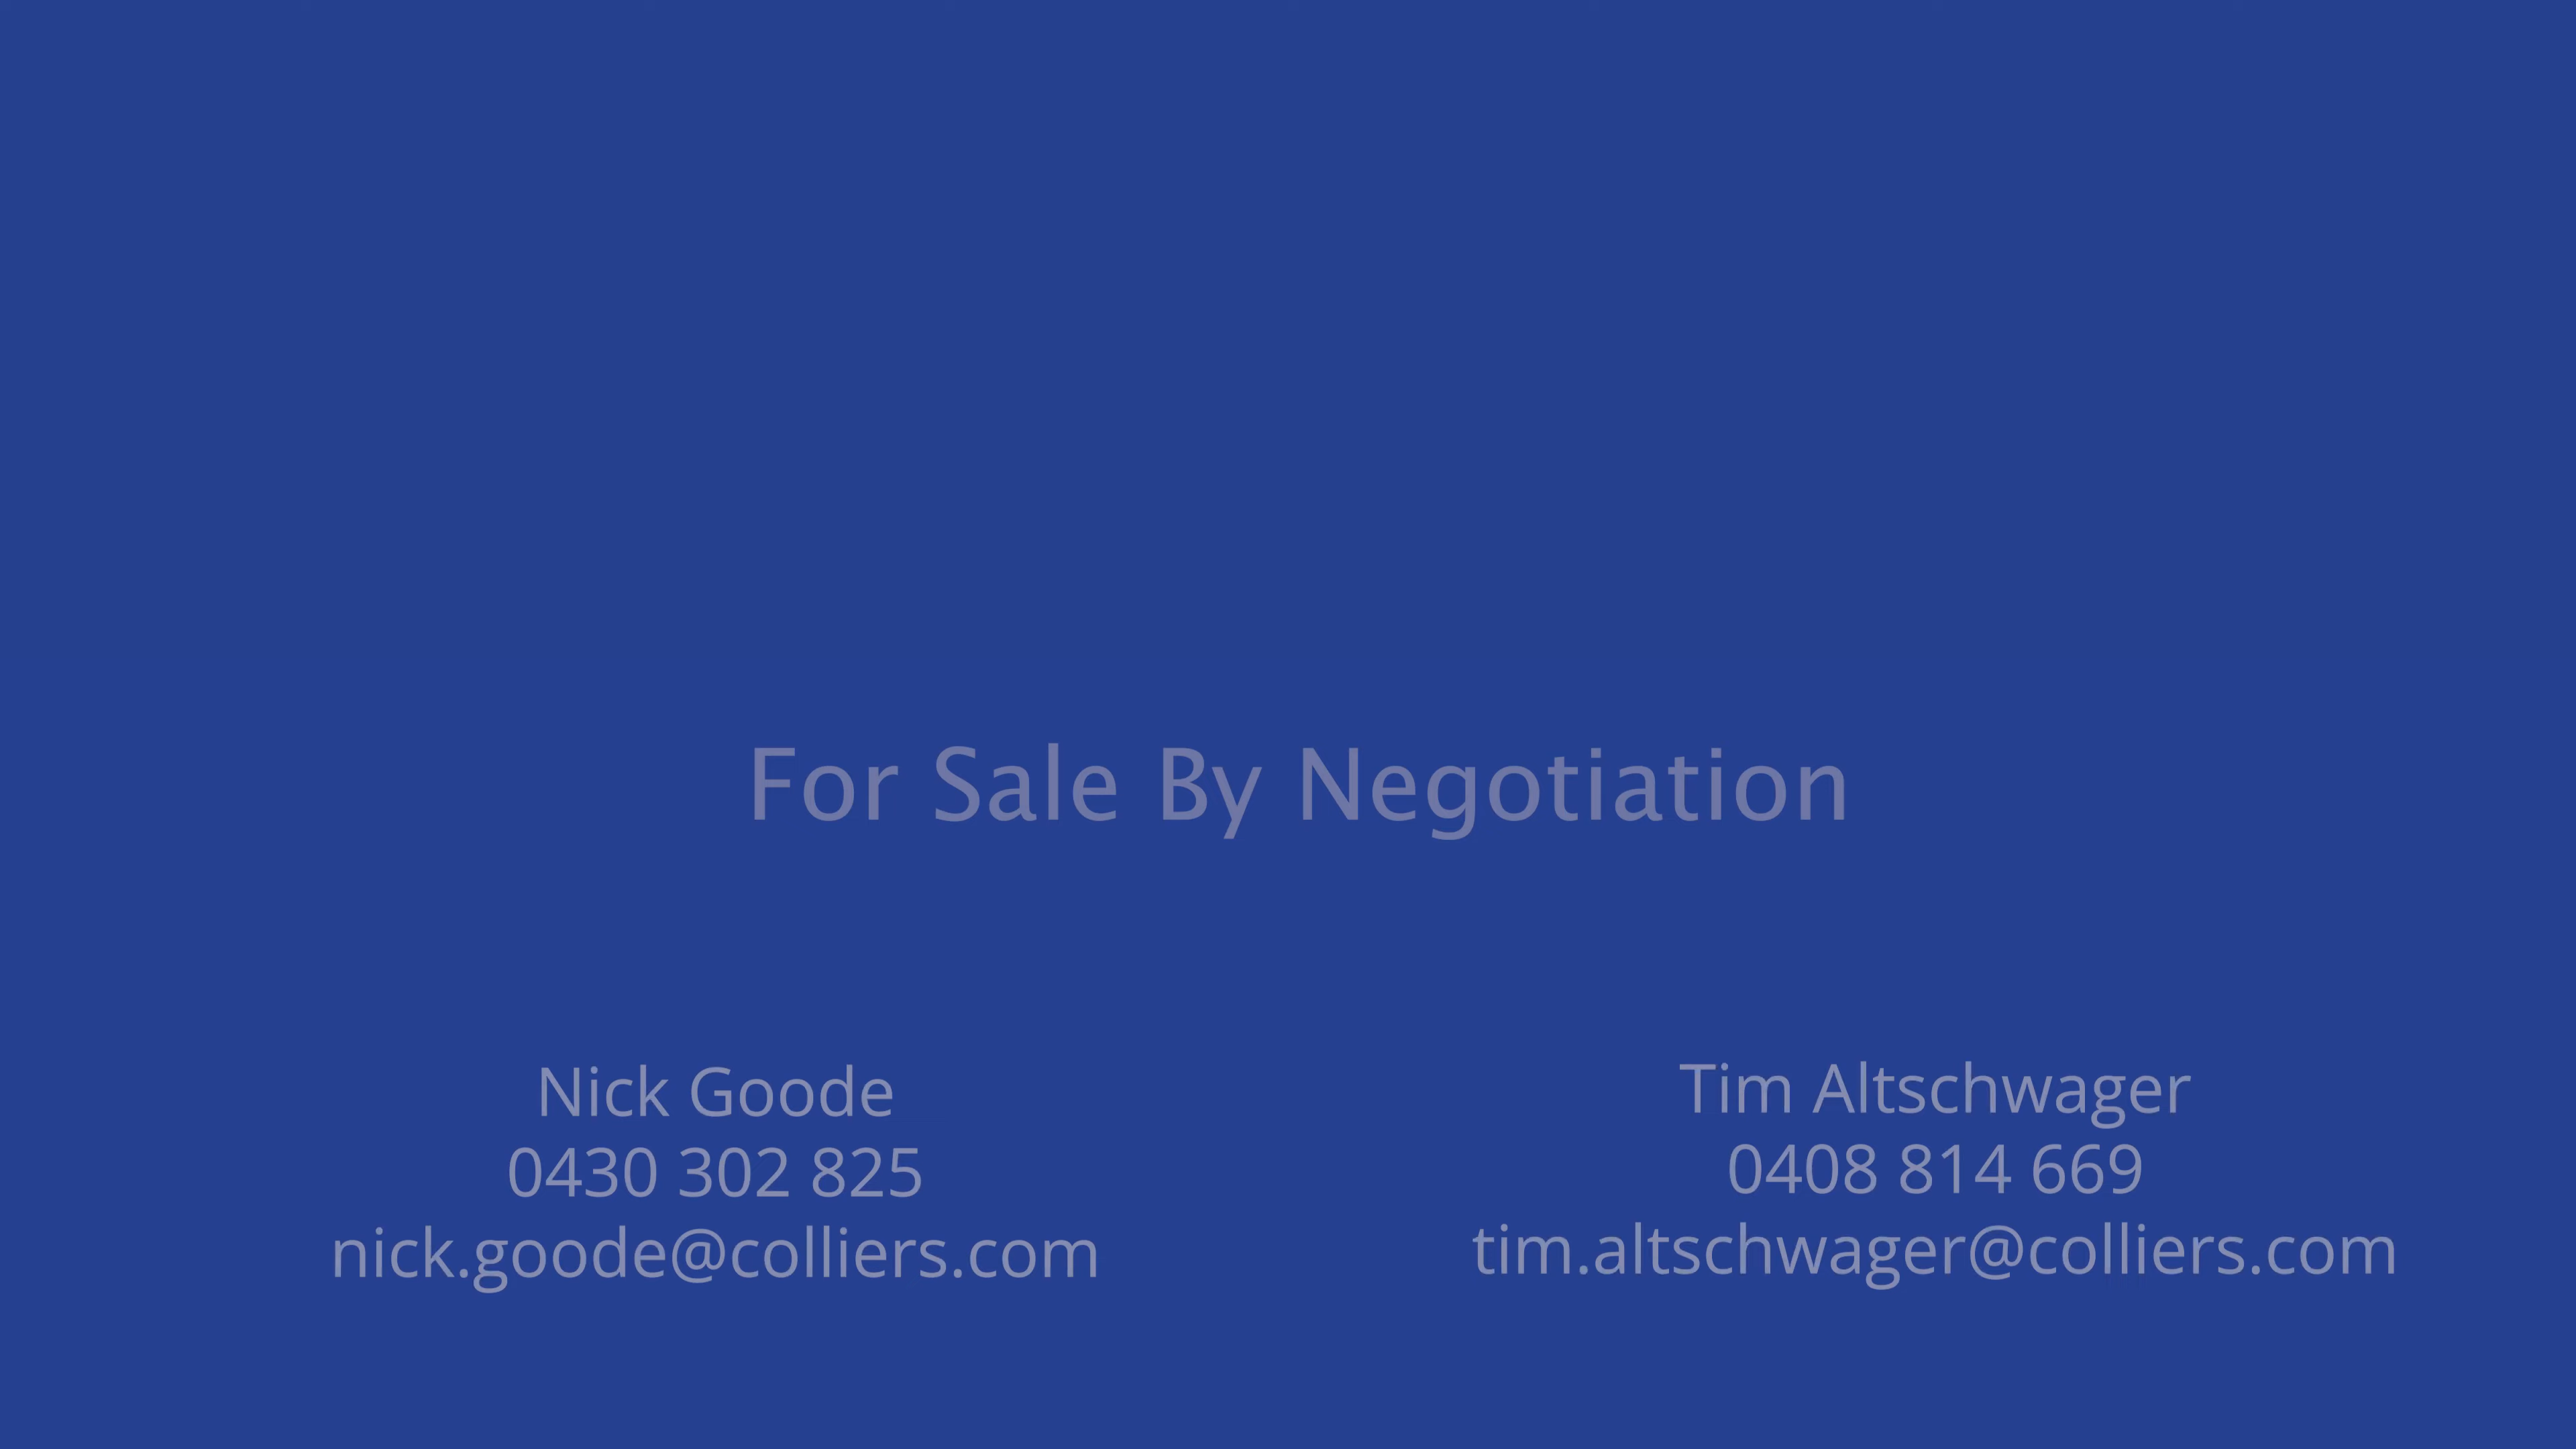 For Sale By Negotiation
Nick Goode
0430 302 825
nick.goode@colliers.com
Tim Altschwager
0408 814 669
tim.altschwager@colliers.com